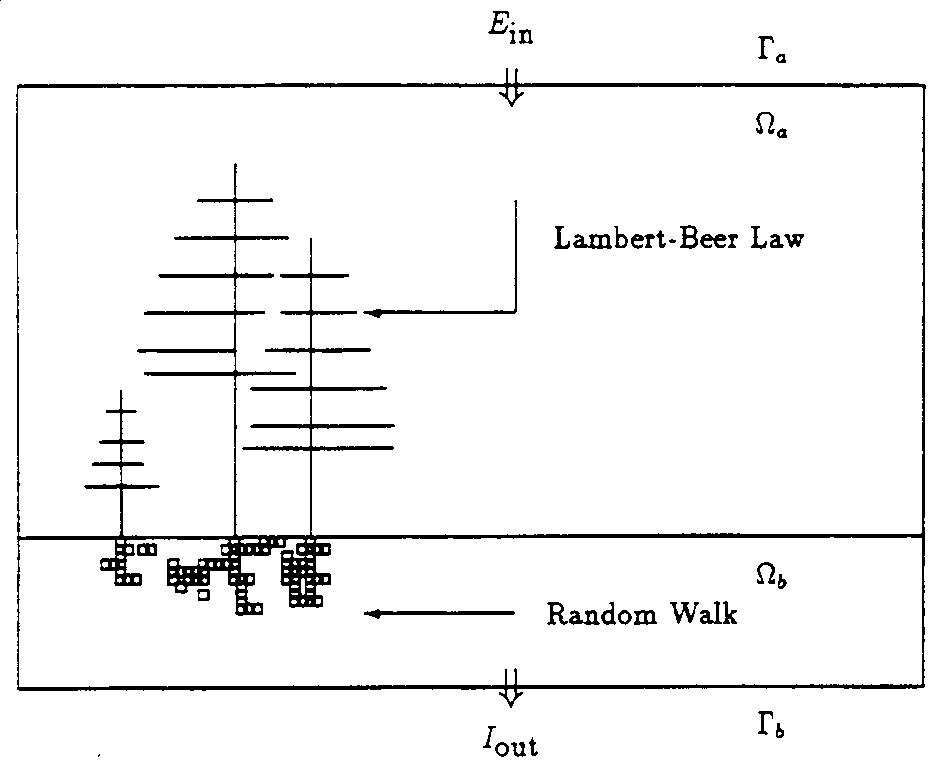 E_in
Γ_a
Ω_a
Lambert-Beer Law
Ω_b
Random Walk
Γ_b
I_out